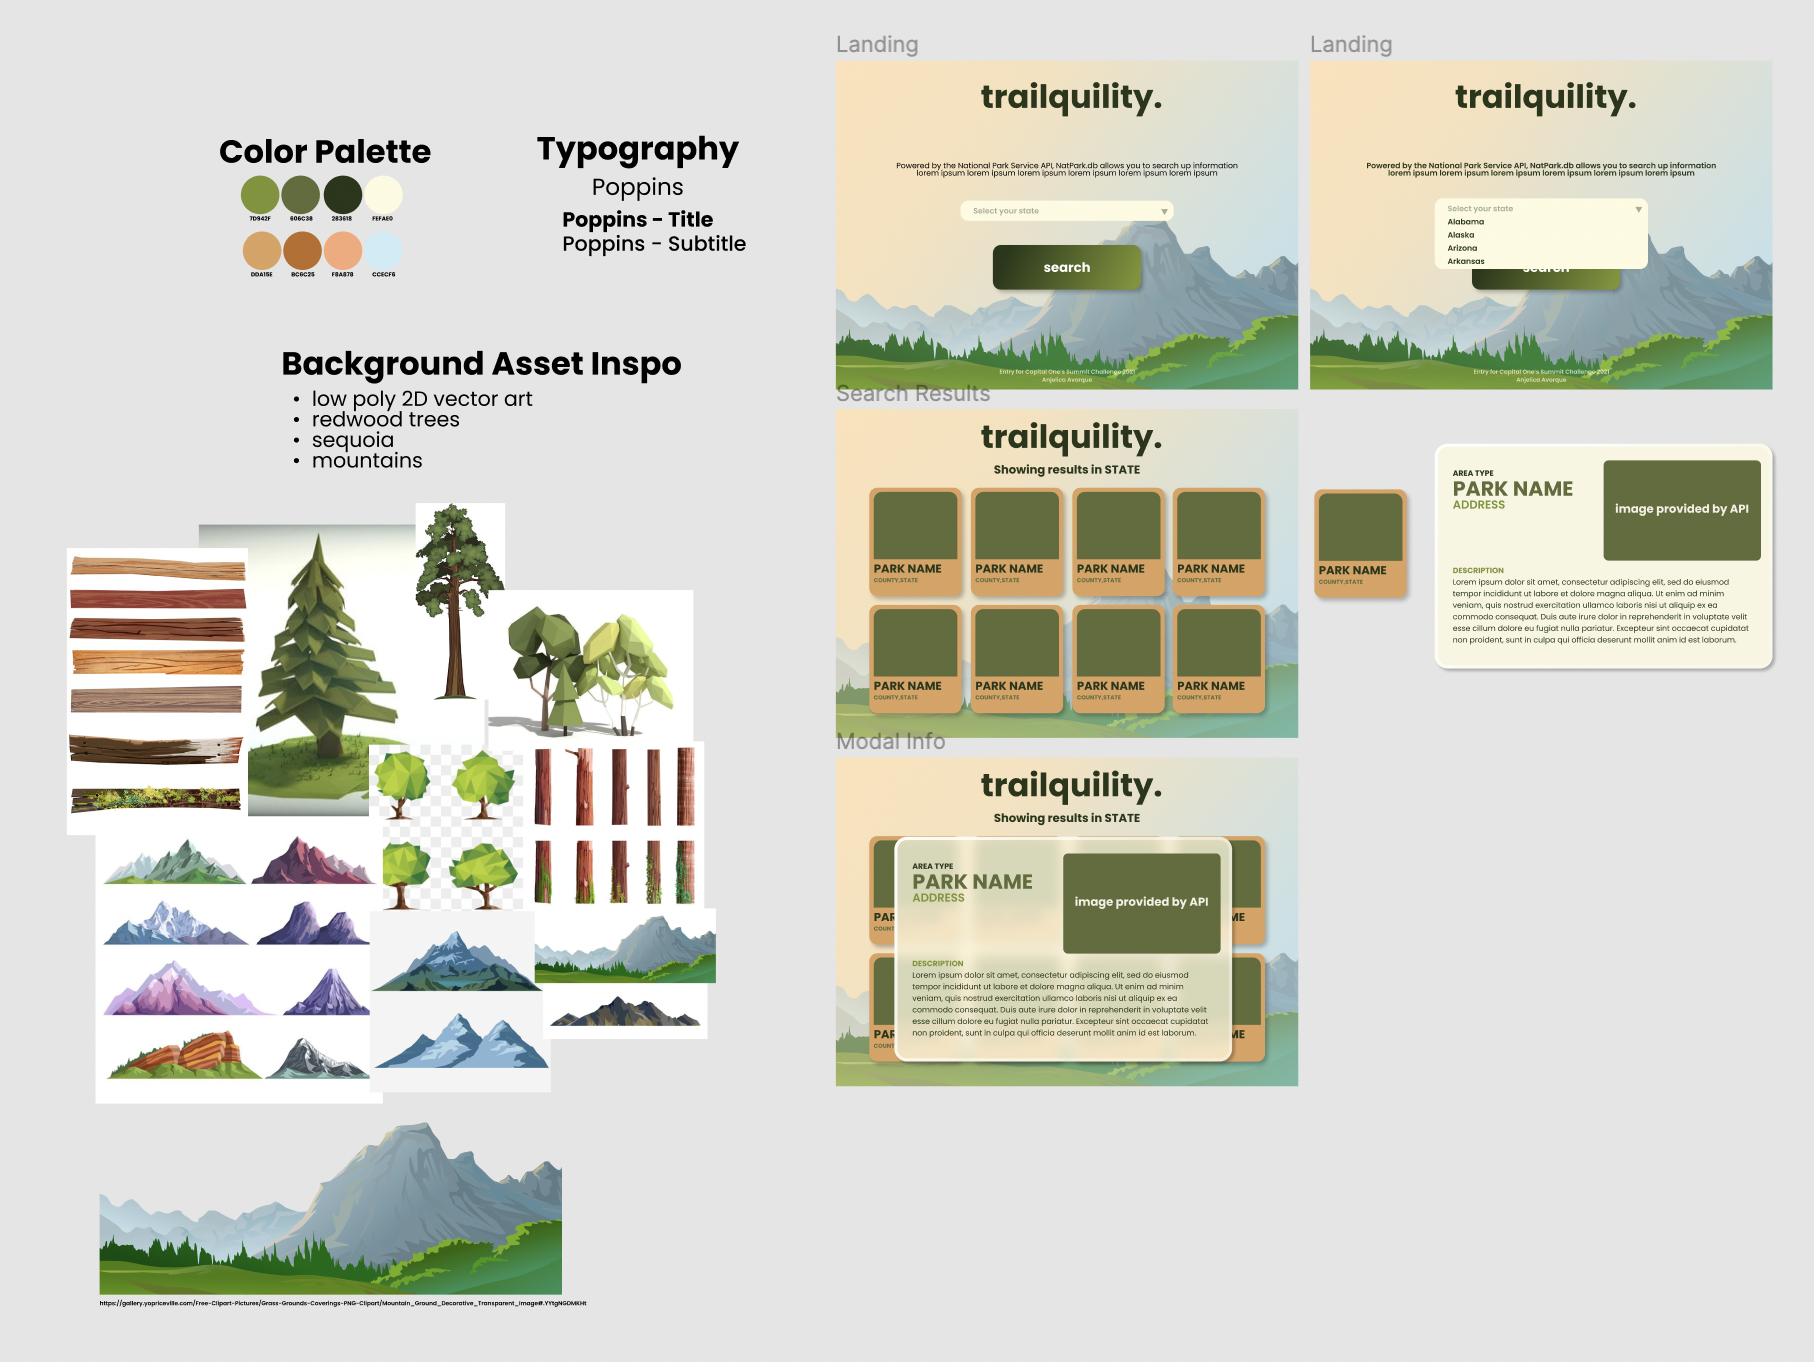 Color Palette
7D942F
606C38
283618
FEFAE0
DDA15E
BC6C25
F8A878
CCECF6
Typography
Poppins
Poppins - Title
Poppins - Subtitle
Background Asset Inspo
• low poly 2D vector art
• redwood trees
• sequoia
• mountains
https://gallery.yopriceville.com/Free-Clipart-Pictures/Grass-Grounds-Coverings-PNG-Clipart/Mountain_Ground_Decorative_Transparent_Image#.YYtgNGDMKHt
Landing
trailquility.
Powered by the National Park Service API, NatPark.db allows you to search up information
lorem ipsum lorem ipsum lorem ipsum lorem ipsum lorem ipsum lorem ipsum
Select your state
search
Entry for Capital One's Summit Challenge 2021
Anjelica Avorque
Landing
trailquility.
Powered by the National Park Service API, NatPark.db allows you to search up information
lorem ipsum lorem ipsum lorem ipsum lorem ipsum lorem ipsum lorem ipsum
Select your state
Alabama
Alaska
Arizona
Arkansas
search
Entry for Capital One's Summit Challenge 2021
Anjelica Avorque
Search Results
trailquility.
Showing results in STATE
PARK NAME
COUNTY,STATE
PARK NAME
COUNTY,STATE
PARK NAME
COUNTY,STATE
PARK NAME
COUNTY,STATE
PARK NAME
COUNTY,STATE
PARK NAME
COUNTY,STATE
PARK NAME
COUNTY,STATE
PARK NAME
COUNTY,STATE
PARK NAME
COUNTY,STATE
AREA TYPE
PARK NAME
ADDRESS
image provided by API
DESCRIPTION
Lorem ipsum dolor sit amet, consectetur adipiscing elit, sed do eiusmod
tempor incididunt ut labore et dolore magna aliqua. Ut enim ad minim
veniam, quis nostrud exercitation ullamco laboris nisi ut aliquip ex ea
commodo consequat. Duis aute irure dolor in reprehenderit in voluptate velit
esse cillum dolore eu fugiat nulla pariatur. Excepteur sint occaecat cupidatat
non proident, sunt in culpa qui officia deserunt mollit anim id est laborum.
Modal Info
trailquility.
Showing results in STATE
PAR
COUN
ME
PAR
COUNT
ME
AREA TYPE
PARK NAME
ADDRESS
image provided by API
DESCRIPTION
Lorem ipsum dolor sit amet, consectetur adipiscing elit, sed do eiusmod
tempor incididunt ut labore et dolore magna aliqua. Ut enim ad minim
veniam, quis nostrud exercitation ullamco laboris nisi ut aliquip ex ea
commodo consequat. Duis aute irure dolor in reprehenderit in voluptate velit
esse cillum dolore eu fugiat nulla pariatur. Excepteur sint occaecat cupidatat
non proident, sunt in culpa qui officia deserunt mollit anim id est laborum.